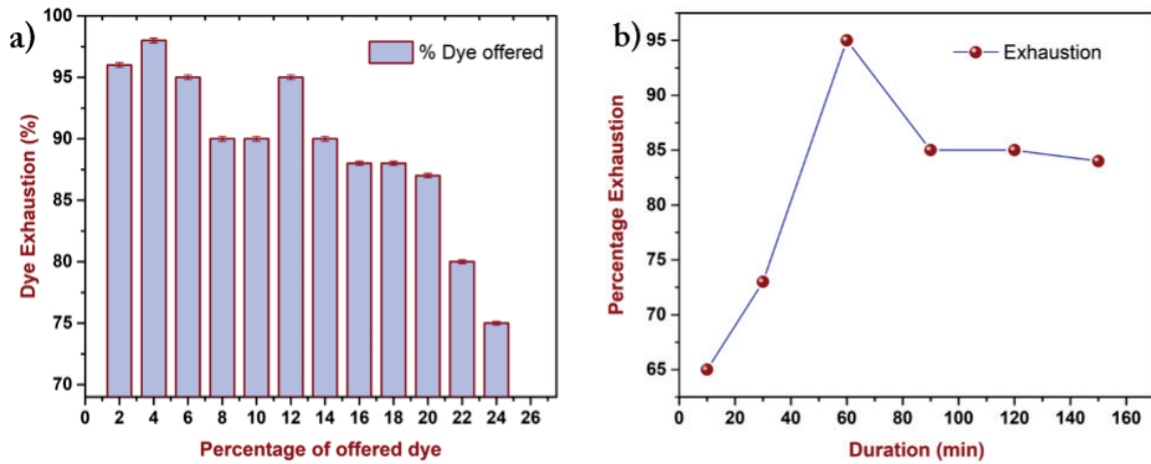 a)
% Dye offered
Dye Exhaustion (%)
100
95
90
85
80
75
70
0 2 4 6 8 10 12 14 16 18 20 22 24 26
Percentage of offered dye
b)
Exhaustion
Percentage Exhaustion
95
90
85
80
75
70
65
0 20 40 60 80 100 120 140 160
Duration (min)